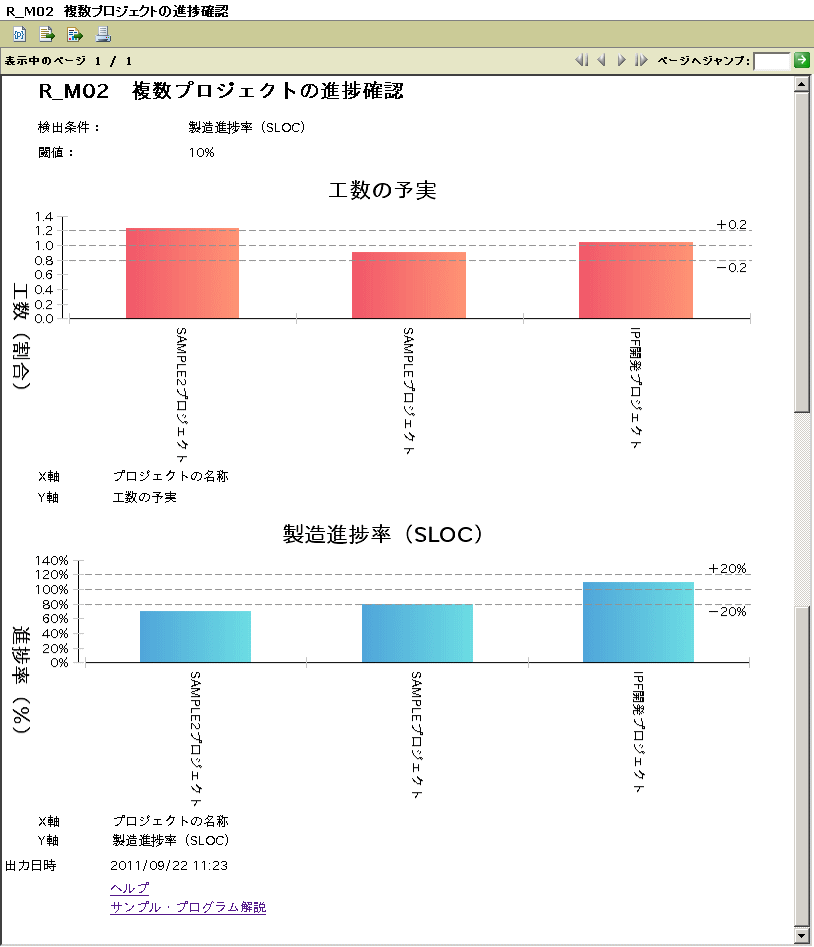 R_M02 複数プロジェクトの進捗確認
表示中のページ 1 / 1
ページへジャンプ:
R_M02　複数プロジェクトの進捗確認
検出条件： 製造進捗率（SLOC）
閾値： 10%
工数の予実
1.4
1.2
1.0
0.8
0.6
0.4
0.2
0.0
+0.2
−0.2
工数（割合）
SAMPLE2プロジェクト
SAMPLEプロジェクト
IPF開発プロジェクト
X軸 プロジェクトの名称
Y軸 工数の予実
製造進捗率（SLOC）
140%
120%
100%
80%
60%
40%
20%
0%
+20%
−20%
進捗率（%）
SAMPLE2プロジェクト
SAMPLEプロジェクト
IPF開発プロジェクト
X軸 プロジェクトの名称
Y軸 製造進捗率（SLOC）
出力日時 2011/09/22 11:23
ヘルプ
サンプル・プログラム解説